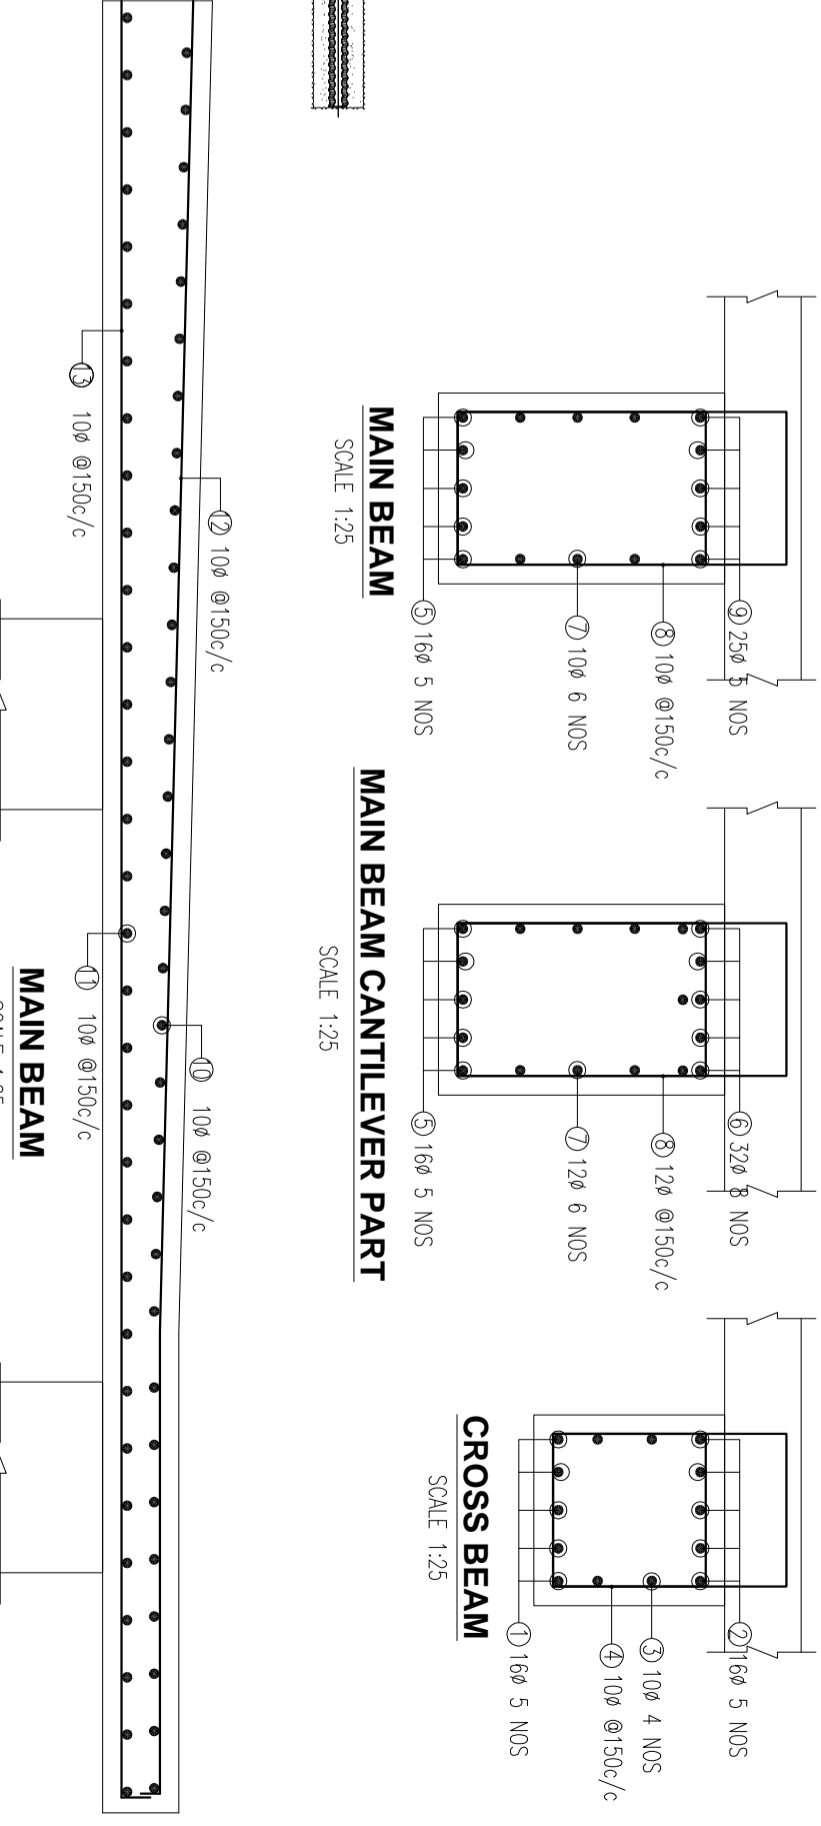 ⑨ 25ø 5 NOS
⑧ 10ø @150c/c
⑦ 10ø 6 NOS
⑤ 16ø 5 NOS
MAIN BEAM
SCALE 1:25
⑥ 32ø 8 NOS
⑧ 12ø @150c/c
⑦ 12ø 6 NOS
⑤ 16ø 5 NOS
MAIN BEAM CANTILEVER PART
SCALE 1:25
② 16ø 5 NOS
③ 10ø 4 NOS
④ 10ø @150c/c
① 16ø 5 NOS
CROSS BEAM
SCALE 1:25
⑫ 10ø @150c/c
⑬ 10ø @150c/c
⑩ 10ø @150c/c
⑪ 10ø @150c/c
MAIN BEAM